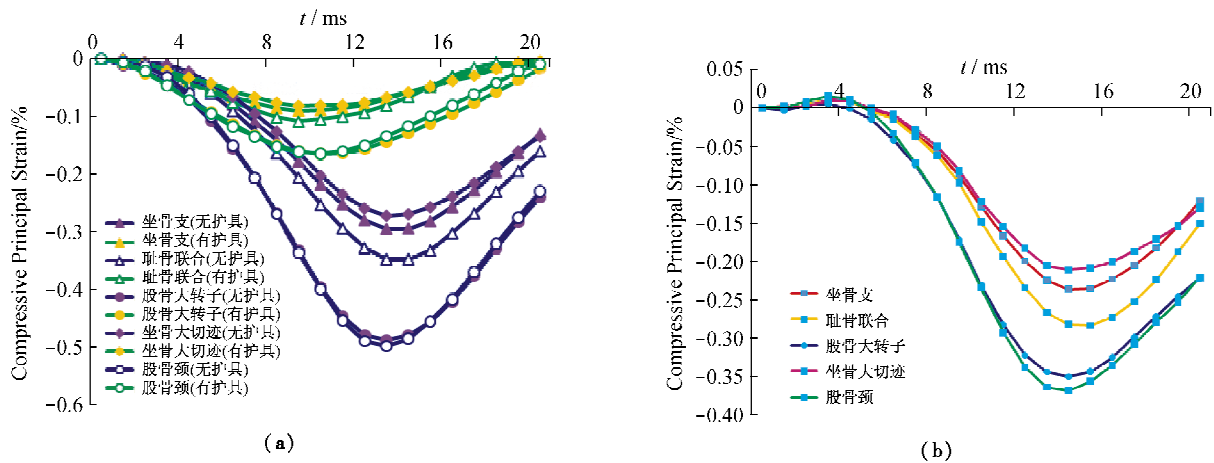 t / ms
0 4 8 12 16 20
0
−0.1
−0.2
−0.3
−0.4
−0.5
−0.6
Compressive Principal Strain/%
坐骨支(无护具)
坐骨支(有护具)
耻骨联合(无护具)
耻骨联合(有护具)
股骨大转子(无护具)
股骨大转子(有护具)
坐骨大切迹(无护具)
坐骨大切迹(有护具)
股骨颈(无护具)
股骨颈(有护具)
(a)
t / ms
0 4 8 12 16 20
0.05
0
−0.05
−0.10
−0.15
−0.20
−0.25
−0.30
−0.35
−0.40
Compressive Principal Strain/%
坐骨支
耻骨联合
股骨大转子
坐骨大切迹
股骨颈
(b)